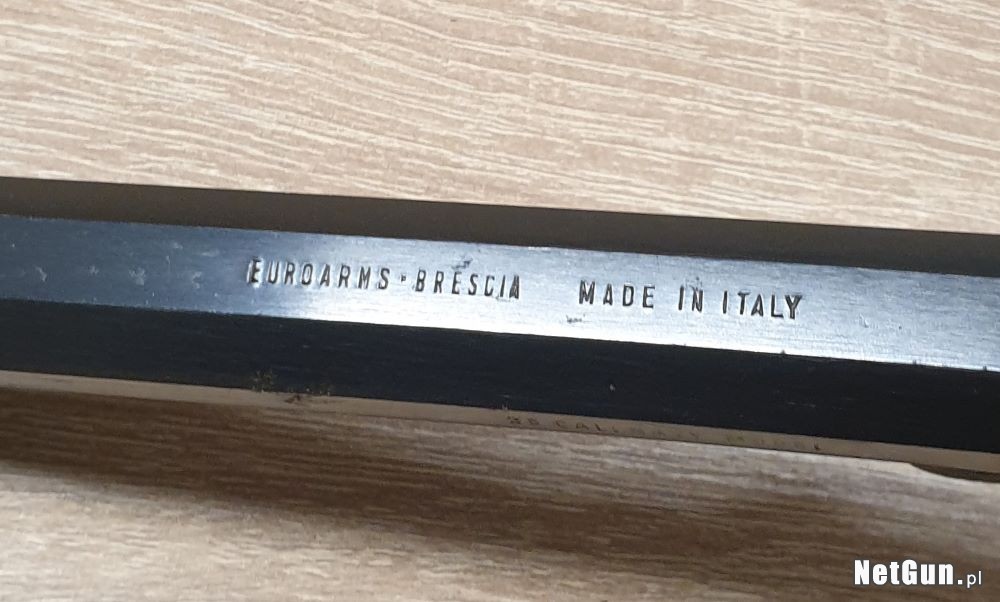 EUROARMS - BRESCIA MADE IN ITALY
NetGun.pl